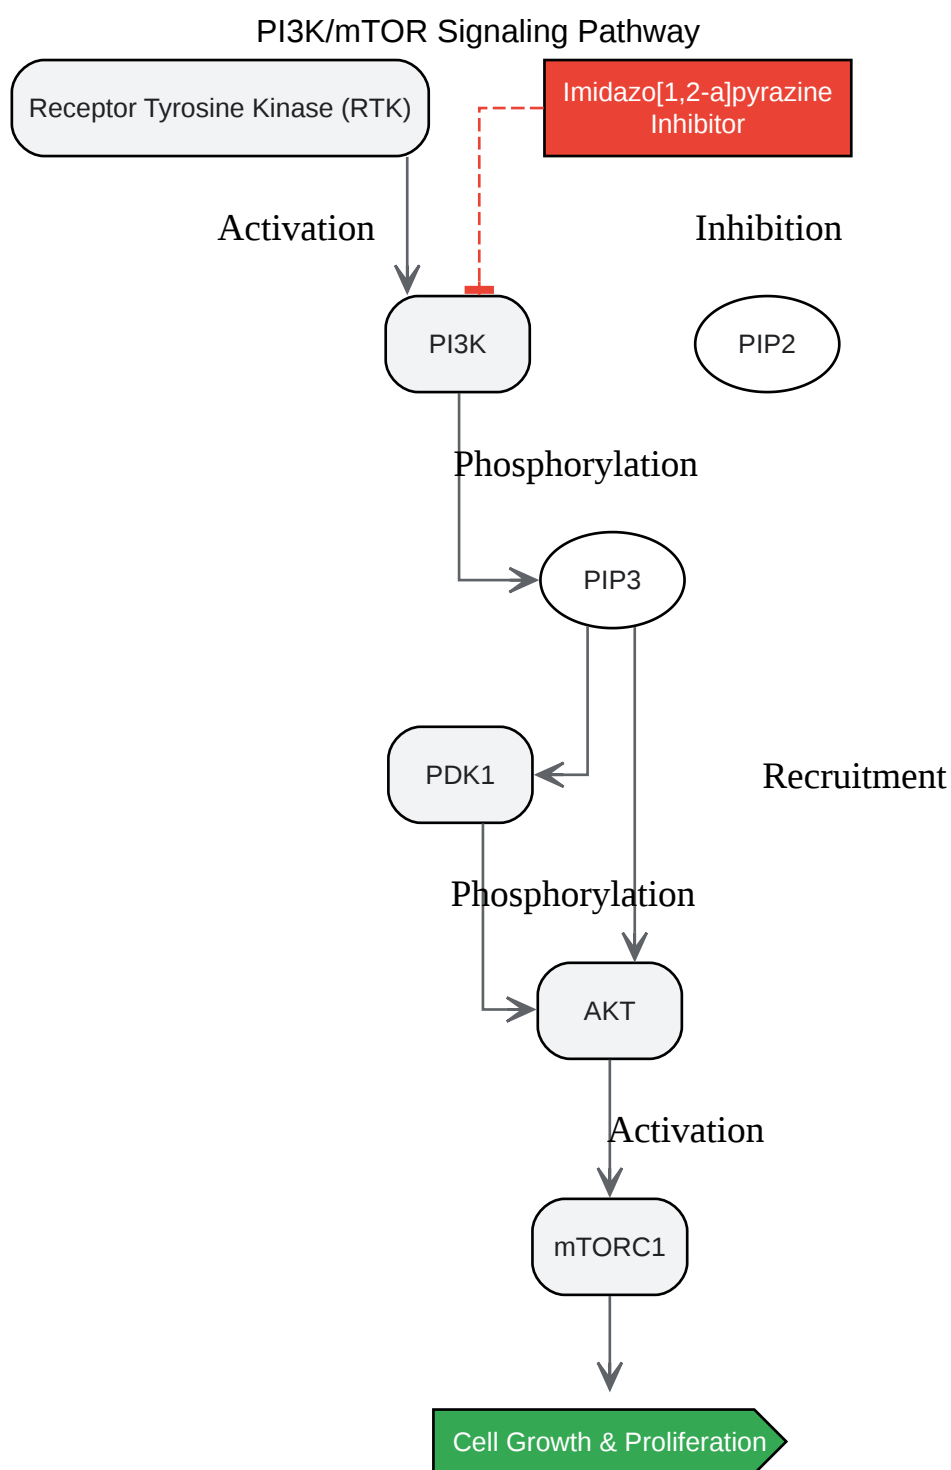 PI3K/mTOR Signaling Pathway
Receptor Tyrosine Kinase (RTK)
Imidazo[1,2-a]pyrazine
Inhibitor
Activation
Inhibition
PI3K
PIP2
Phosphorylation
PIP3
PDK1
Recruitment
Phosphorylation
AKT
Activation
mTORC1
Cell Growth & Proliferation